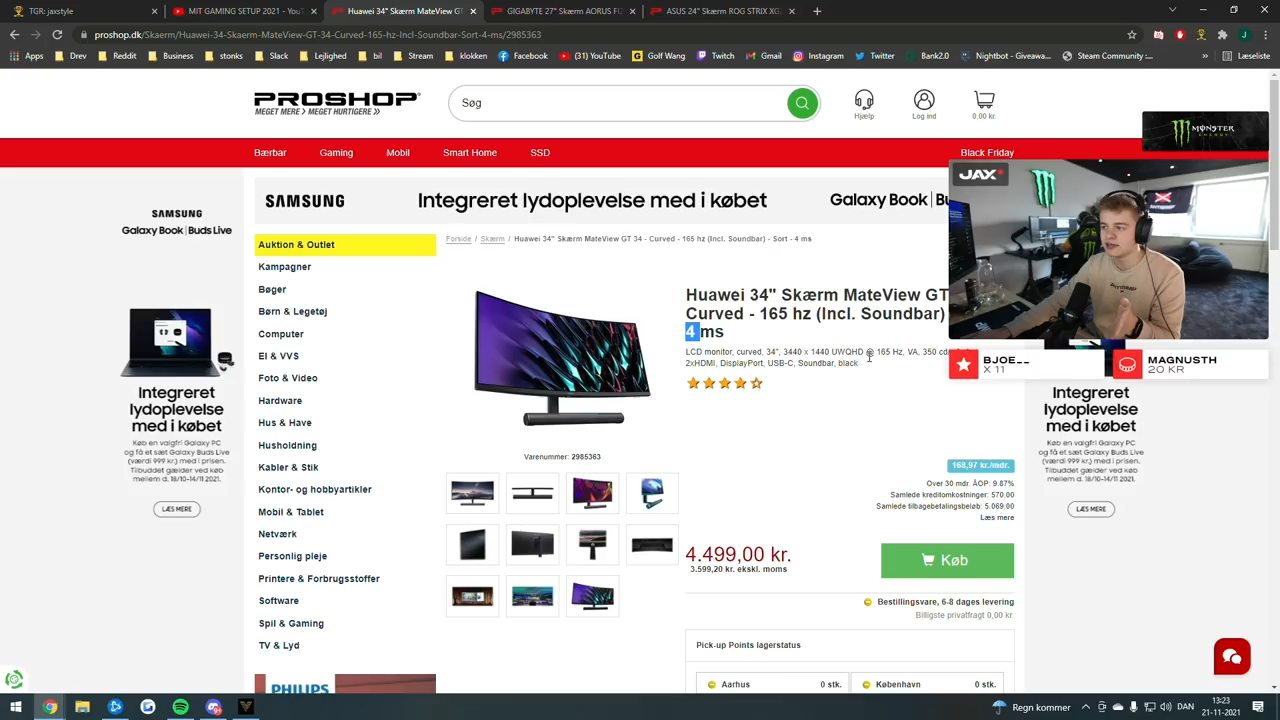 TGR: jaxstyle
MIT GAMING SETUP 2021 - YouT
Huawei 34" Skærm MateView GT
GIGABYTE 27" Skærm AORUS FI
ASUS 24" Skærm ROG STRIX XG
proshop.dk/Skaerm/Huawei-34-Skaerm-MateView-GT-34-Curved-165-hz-Incl-Soundbar-Sort-4-ms/2985363
Apps
Drev
Reddit
Business
Lejlighed
bil
Stream
klokken
Facebook
(31) YouTube
Golf Wang
Twitch
Gmail
Instagram
Twitter
Bank2.0
Nightbot - Giveawa...
Steam Community :...
»
Læseliste
PROSHOP
MEGET MERE > MEGET HURTIGERE »
Søg
Hjælp
Log ind
0,00 kr.
Bærbar
Gaming
Mobil
Smart Home
SSD
Black Friday
MONSTER
ENERGY
JAX
SAMSUNG
Integreret lydoplevelse med i købet
Galaxy Book | Bu
SAMSUNG
Galaxy Book | Buds Live
Integreret
lydoplevelse
med i købet
Køb en valgfri Galaxy PC
og få et sæt Galaxy Buds Live
(værdi 999 kr.) med i prisen.
Tilbuddet gælder ved køb
mellem d. 18/10-14/11 2021.
LÆS MERE
Auktion & Outlet
Kampagner
Bøger
Børn & Legetøj
Computer
El & VVS
Foto & Video
Hardware
Hus & Have
Husholdning
Kabler & Stik
Kontor- og hobbyartikler
Mobil & Tablet
Netværk
Personlig pleje
Printere & Forbrugsstoffer
Software
Spil & Gaming
TV & Lyd
PHILIPS
Forside / Skærm / Huawei 34" Skærm MateView GT 34 - Curved - 165 hz (Incl. Soundbar) - Sort - 4 ms
Huawei 34" Skærm MateView GT
Curved - 165 hz (Incl. Soundbar)
4 ms
LCD monitor, curved, 34", 3440 x 1440 UWQHD @ 165 Hz, VA, 350 cd/
2xHDMI, DisplayPort, USB-C, Soundbar, black
Varenummer: 2985363
BJOE__
X 11
MAGNUSTH
20 KR
Integreret
lydoplevelse
med i købet
Køb en valgfri Galaxy PC
og få et sæt Galaxy Buds Live
(værdi 999 kr.) med i prisen.
Tilbuddet gælder ved køb
mellem d. 18/10-14/11 2021.
LÆS MERE
168,97 kr./mdr.
Over 30 mdr. ÅOP: 9.87%
Samlede kreditomkostninger: 570,00
Samlede tilbagebetalingsbeløb: 5.069,00
Læs mere
4.499,00 kr.
3.599,20 kr. ekskl. moms
Køb
Bestillingsvare, 6-8 dages levering
Billigste privatfragt 0,00 kr.
Pick-up Points lagerstatus
Aarhus
0 stk.
København
0 stk.
Regn kommer
DAN
13:23